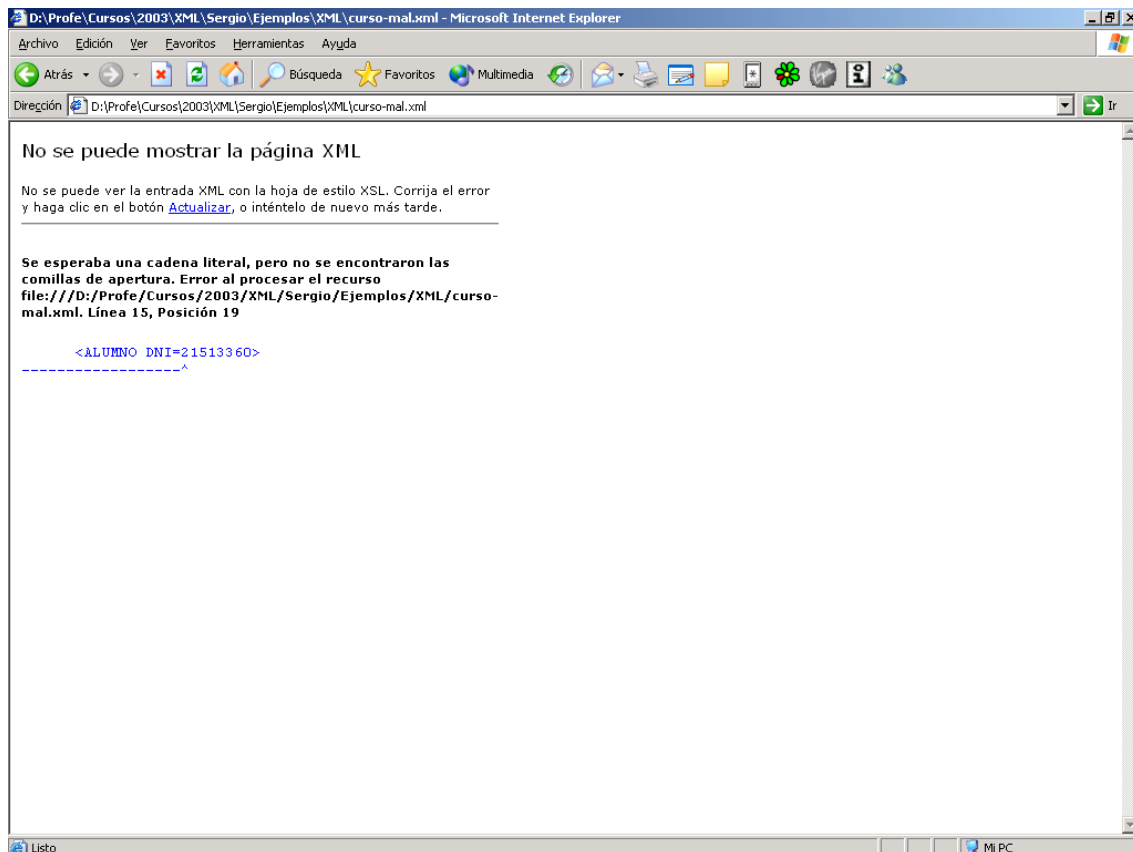 D:\Profe\Cursos\2003\XML\Sergio\Ejemplos\XML\curso-mal.xml - Microsoft Internet Explorer
Archivo Edición Ver Favoritos Herramientas Ayuda
Atrás Búsqueda Favoritos Multimedia
Dirección D:\Profe\Cursos\2003\XML\Sergio\Ejemplos\XML\curso-mal.xml Ir
No se puede mostrar la página XML
No se puede ver la entrada XML con la hoja de estilo XSL. Corrija el error
y haga clic en el botón Actualizar, o inténtelo de nuevo más tarde.
Se esperaba una cadena literal, pero no se encontraron las
comillas de apertura. Error al procesar el recurso
file:///D:/Profe/Cursos/2003/XML/Sergio/Ejemplos/XML/curso-
mal.xml. Línea 15, Posición 19
<ALUMNO DNI=21513360>
------------------^
Listo Mi PC